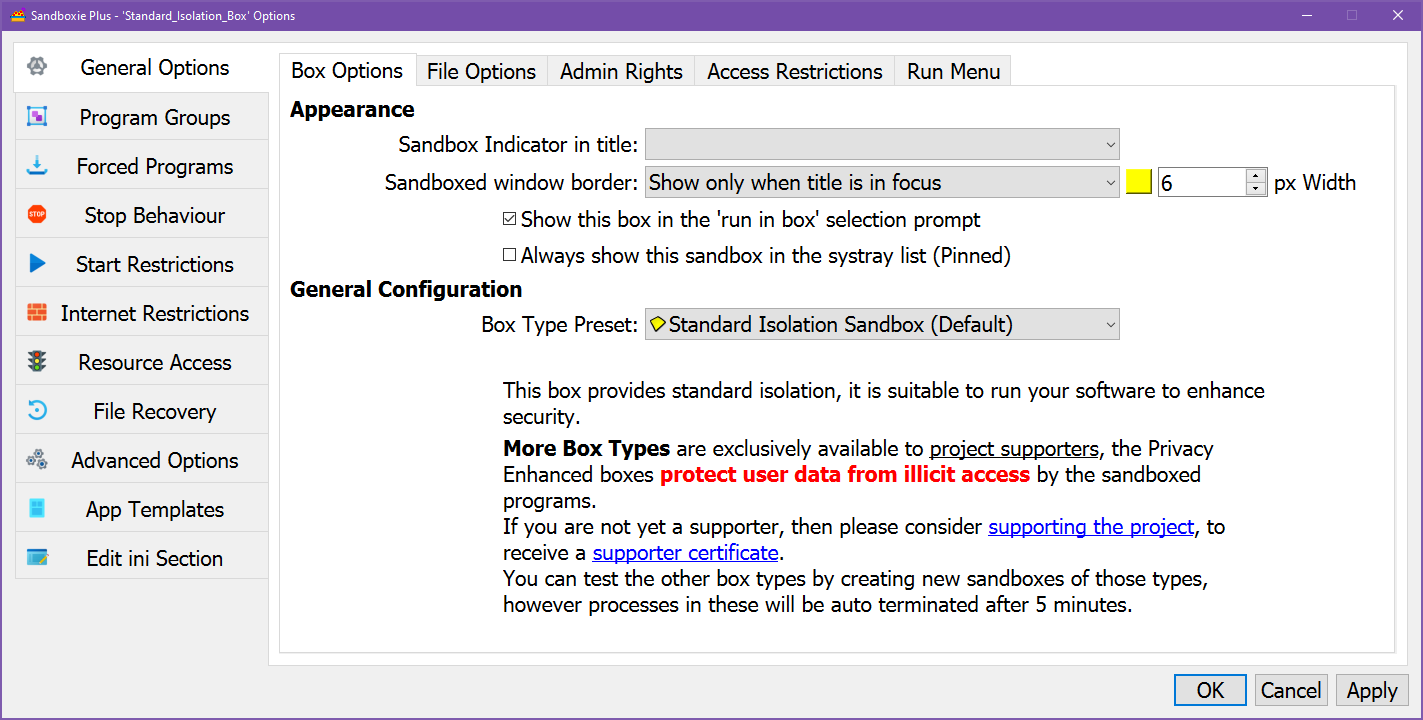 Sandboxie Plus - 'Standard_Isolation_Box' Options
General Options
Program Groups
Forced Programs
Stop Behaviour
Start Restrictions
Internet Restrictions
Resource Access
File Recovery
Advanced Options
App Templates
Edit ini Section
Box Options File Options Admin Rights Access Restrictions Run Menu
Appearance
Sandbox Indicator in title:
Sandboxed window border: Show only when title is in focus 6 px Width
Show this box in the 'run in box' selection prompt
Always show this sandbox in the systray list (Pinned)
General Configuration
Box Type Preset: Standard Isolation Sandbox (Default)
This box provides standard isolation, it is suitable to run your software to enhance
security.
More Box Types are exclusively available to project supporters, the Privacy
Enhanced boxes protect user data from illicit access by the sandboxed
programs.
If you are not yet a supporter, then please consider supporting the project, to
receive a supporter certificate.
You can test the other box types by creating new sandboxes of those types,
however processes in these will be auto terminated after 5 minutes.
OK Cancel Apply